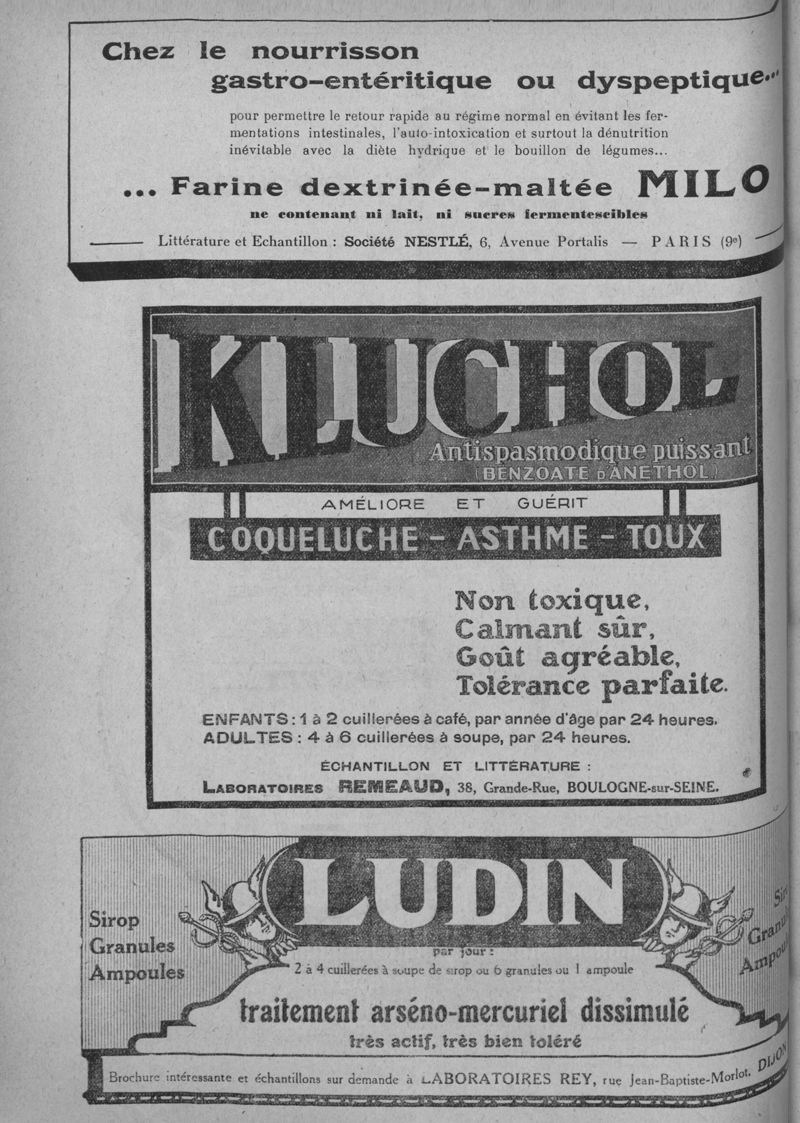 Chez le nourrisson
gastro-entéritique ou dyspeptique...
pour permettre le retour rapide au régime normal en évitant les fer-
mentations intestinales, l'auto-intoxication et surtout la dénutrition
inévitable avec la diète hydrique et le bouillon de légumes...
... Farine dextrinée-maltée MILO
ne contenant ni lait, ni sucres fermentescibles
Littérature et Echantillon : Société NESTLÉ, 6, Avenue Portalis — PARIS (9e)
KLUCHOL
Antispasmodique puissant
(BENZOATE D'ANETHOL)
AMÉLIORE ET GUÉRIT
COQUELUCHE - ASTHME - TOUX
Non toxique,
Calmant sûr,
Goût agréable,
Tolérance parfaite.
ENFANTS : 1 à 2 cuillerées à café, par année d'âge par 24 heures.
ADULTES : 4 à 6 cuillerées à soupe, par 24 heures.
ÉCHANTILLON ET LITTÉRATURE :
LABORATOIRES REMEAUD, 38, Grande-Rue, BOULOGNE-sur-SEINE.
LUDIN
Sirop
Granules
Ampoules
par jour :
2 à 4 cuillerées à soupe de sirop ou 6 granules ou 1 ampoule
traitement arséno-mercuriel dissimulé
très actif, très bien toléré
Brochure intéressante et échantillons sur demande à LABORATOIRES REY, rue Jean-Baptiste-Morlot, DIJON